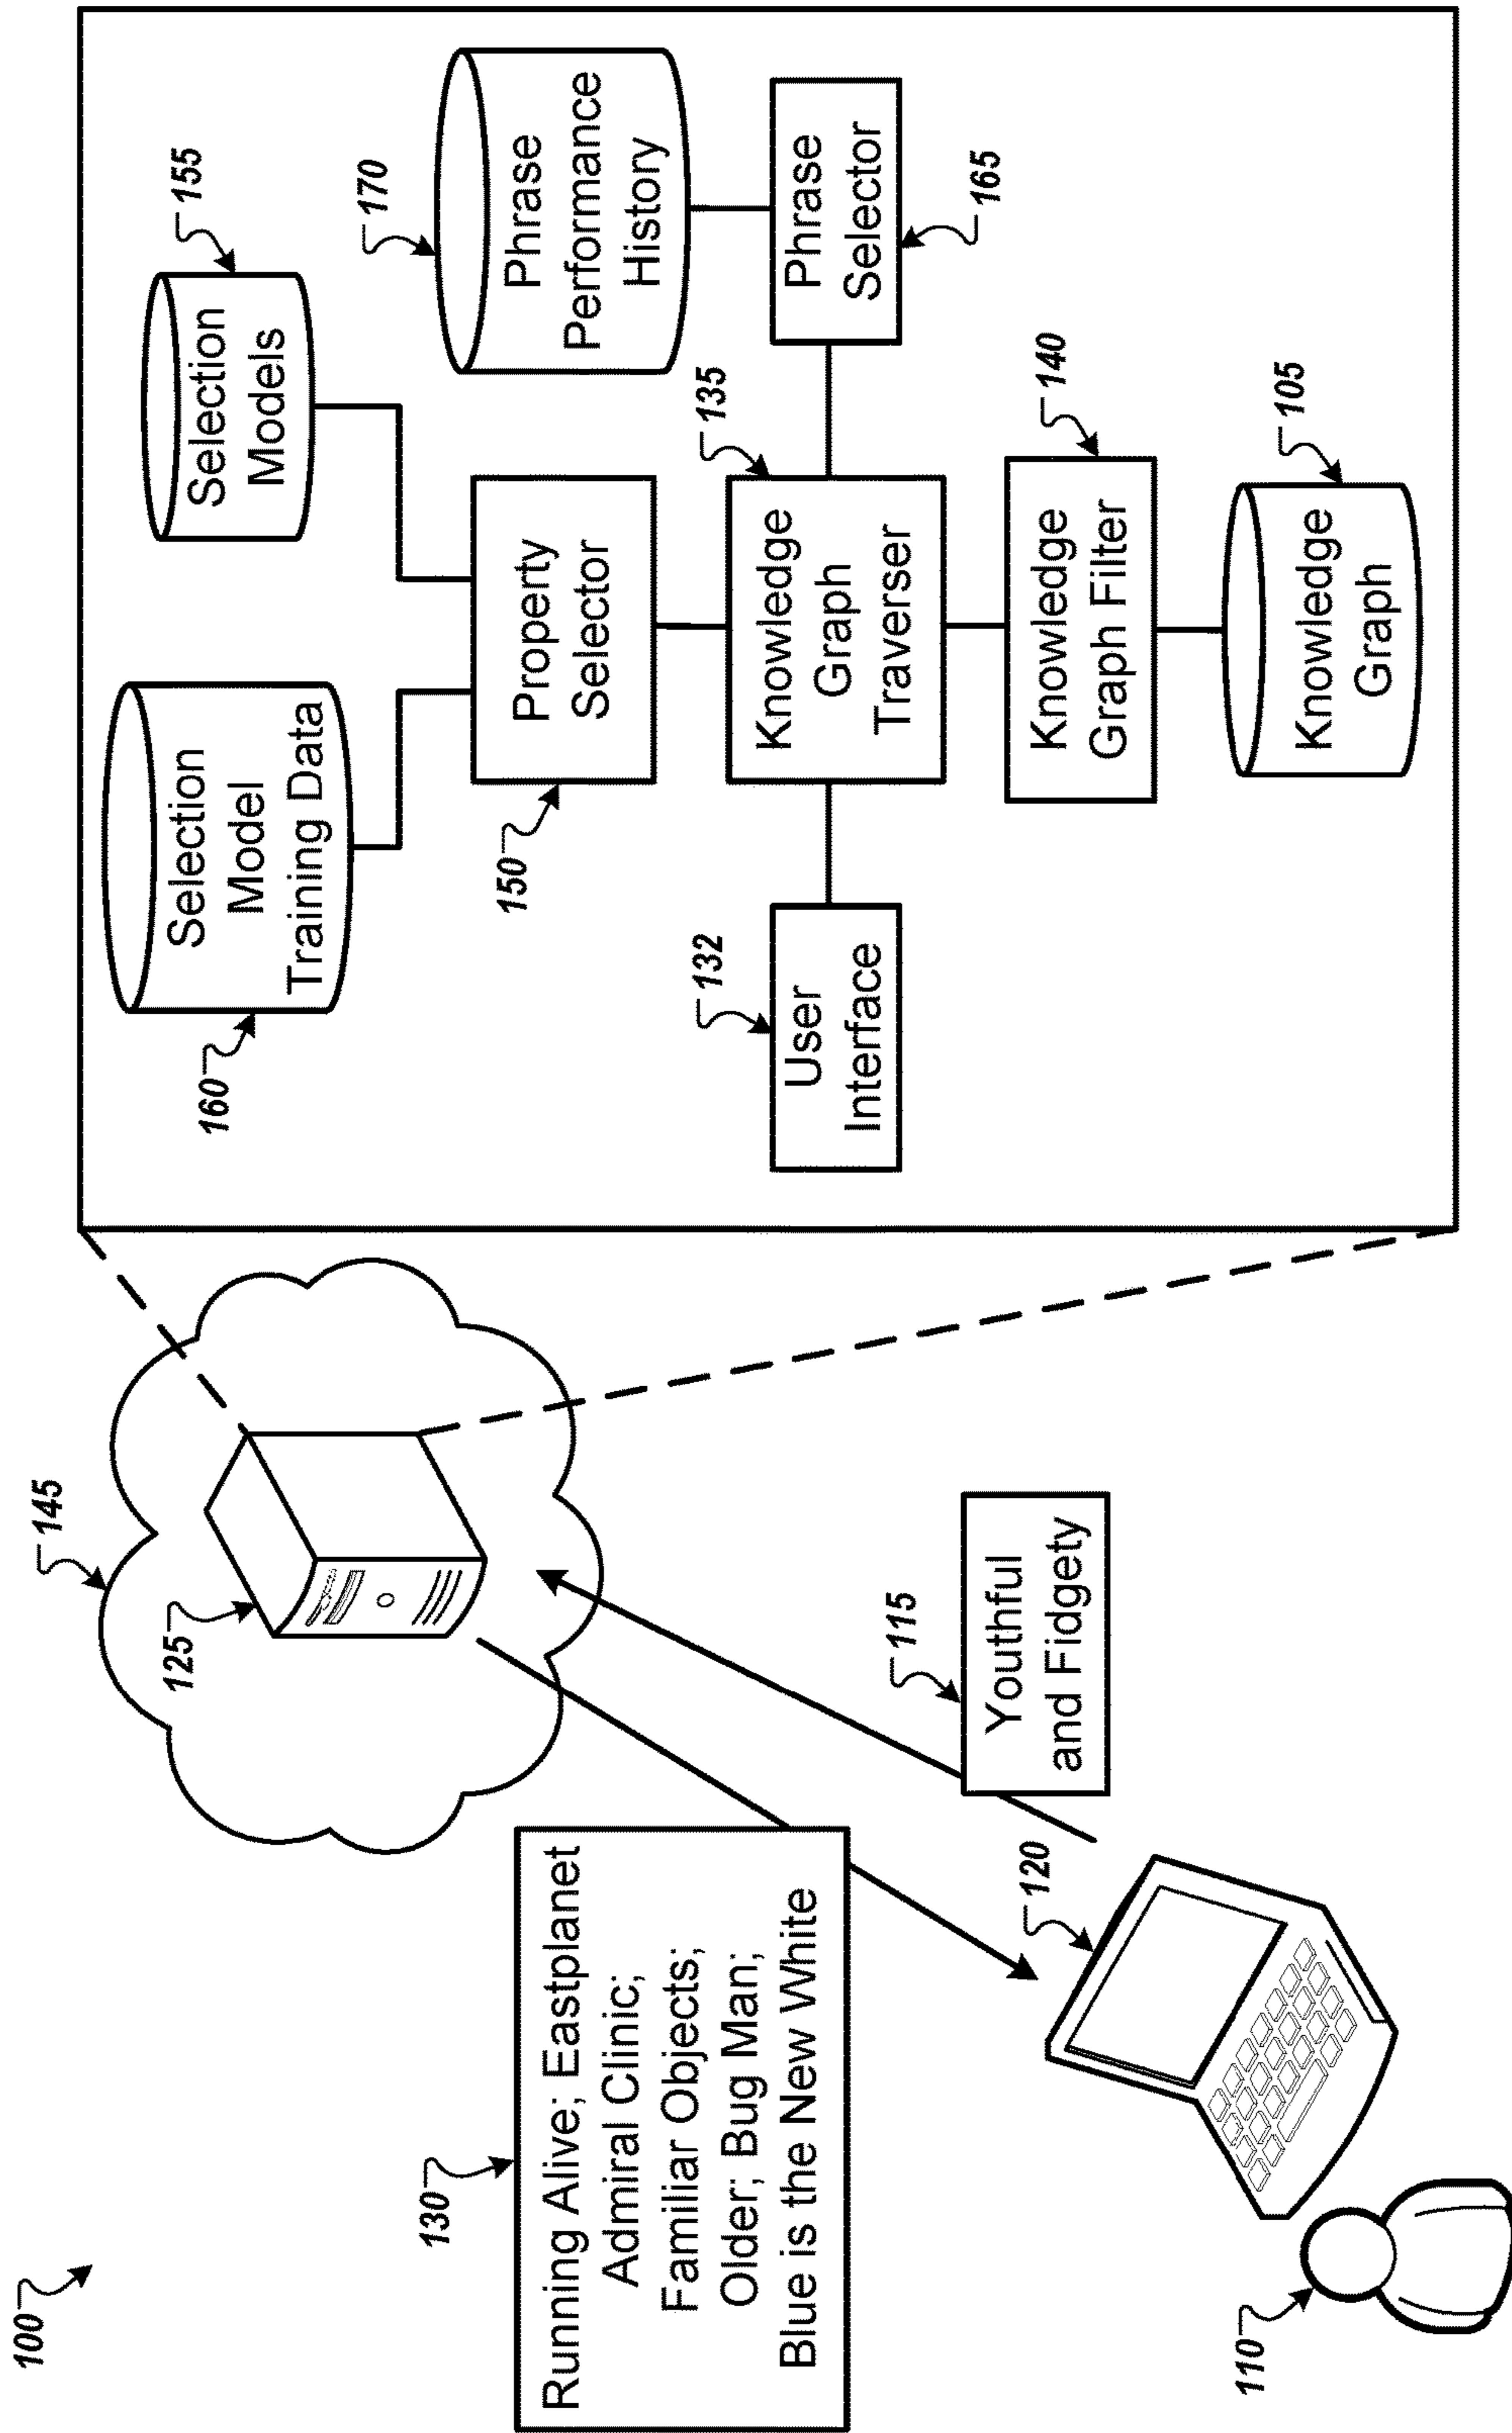 100
145
125
130
Running Alive; Eastplanet
Admiral Clinic;
Familiar Objects;
Older; Bug Man;
Blue is the New White
115
Youthful
and Fidgety
120
110
160
Selection
Model
Training Data
155
Selection
Models
150
Property
Selector
170
Phrase
Performance
History
132
User
Interface
135
Knowledge
Graph
Traverser
Phrase
Selector
165
140
Knowledge
Graph Filter
105
Knowledge
Graph